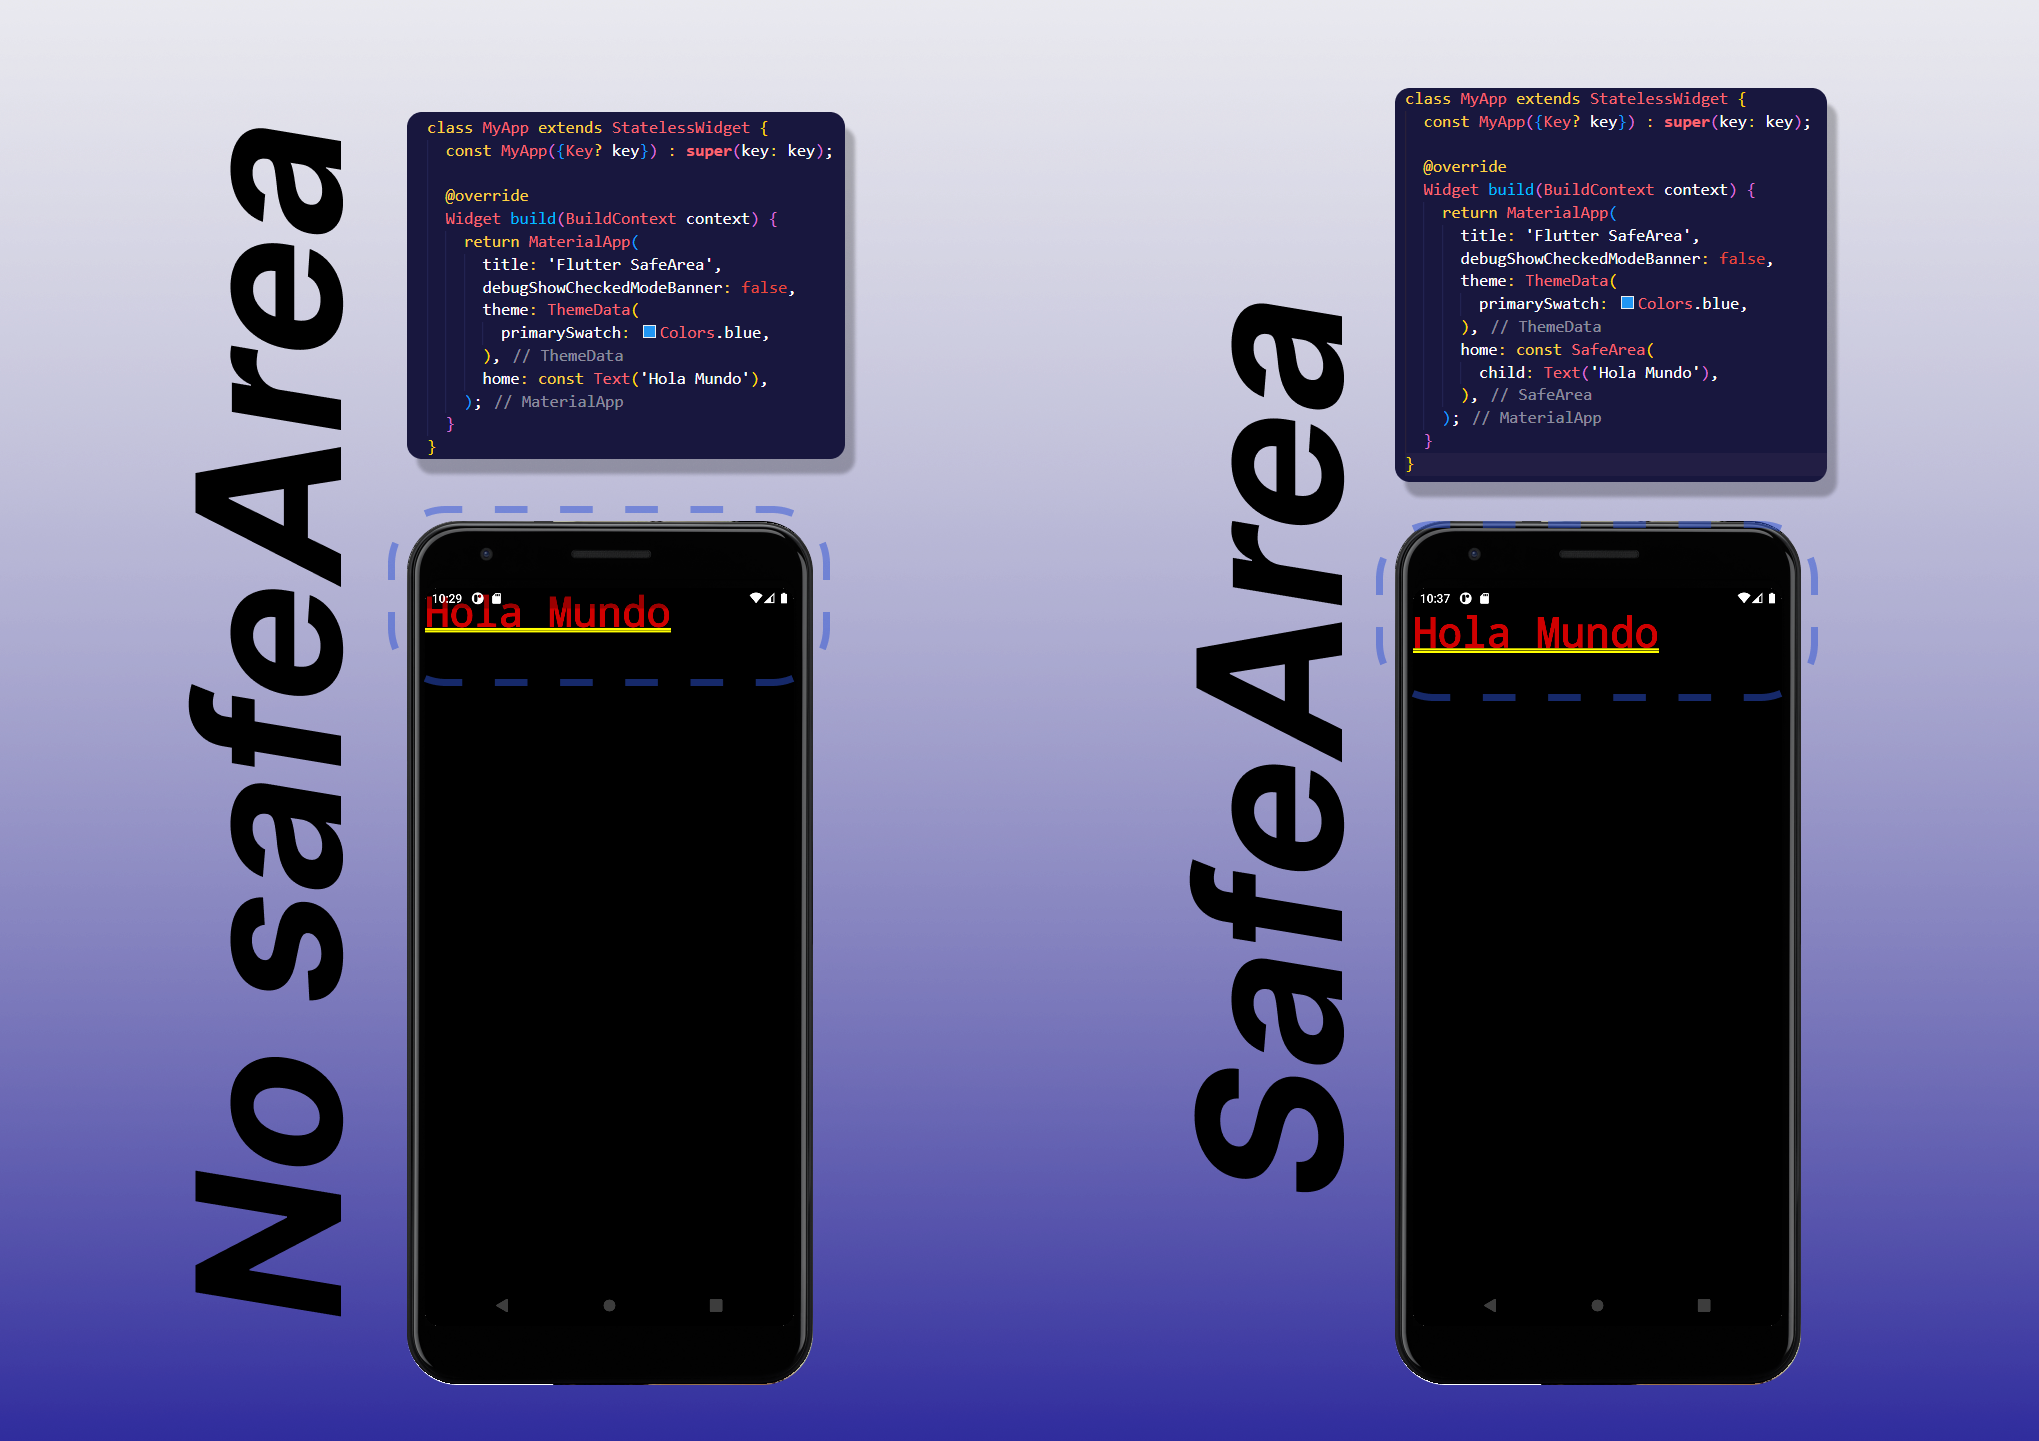 No safeArea
class MyApp extends StatelessWidget {
const MyApp({Key? key}) : super(key: key);
@override
Widget build(BuildContext context) {
return MaterialApp(
title: 'Flutter SafeArea',
debugShowCheckedModeBanner: false,
theme: ThemeData(
primarySwatch: Colors.blue,
), // ThemeData
home: const Text('Hola Mundo'),
); // MaterialApp
}
}
10:29
Hola Mundo
SafeArea
class MyApp extends StatelessWidget {
const MyApp({Key? key}) : super(key: key);
@override
Widget build(BuildContext context) {
return MaterialApp(
title: 'Flutter SafeArea',
debugShowCheckedModeBanner: false,
theme: ThemeData(
primarySwatch: Colors.blue,
), // ThemeData
home: const SafeArea(
child: Text('Hola Mundo'),
), // SafeArea
); // MaterialApp
}
}
10:37
Hola Mundo